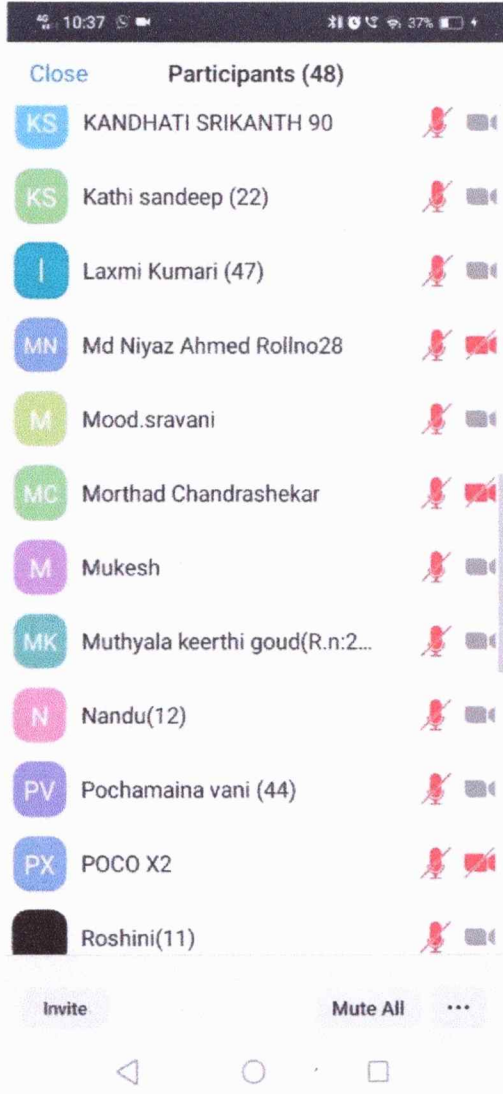 4G 10:37 37%
Close Participants (48)
KS KANDHATI SRIKANTH 90
KS Kathi sandeep (22)
l Laxmi Kumari (47)
MN Md Niyaz Ahmed Rollno28
M Mood.sravani
MC Morthad Chandrashekar
M Mukesh
MK Muthyala keerthi goud(R.n:2...
N Nandu(12)
PV Pochamaina vani (44)
PX POCO X2
Roshini(11)
Invite Mute All ...